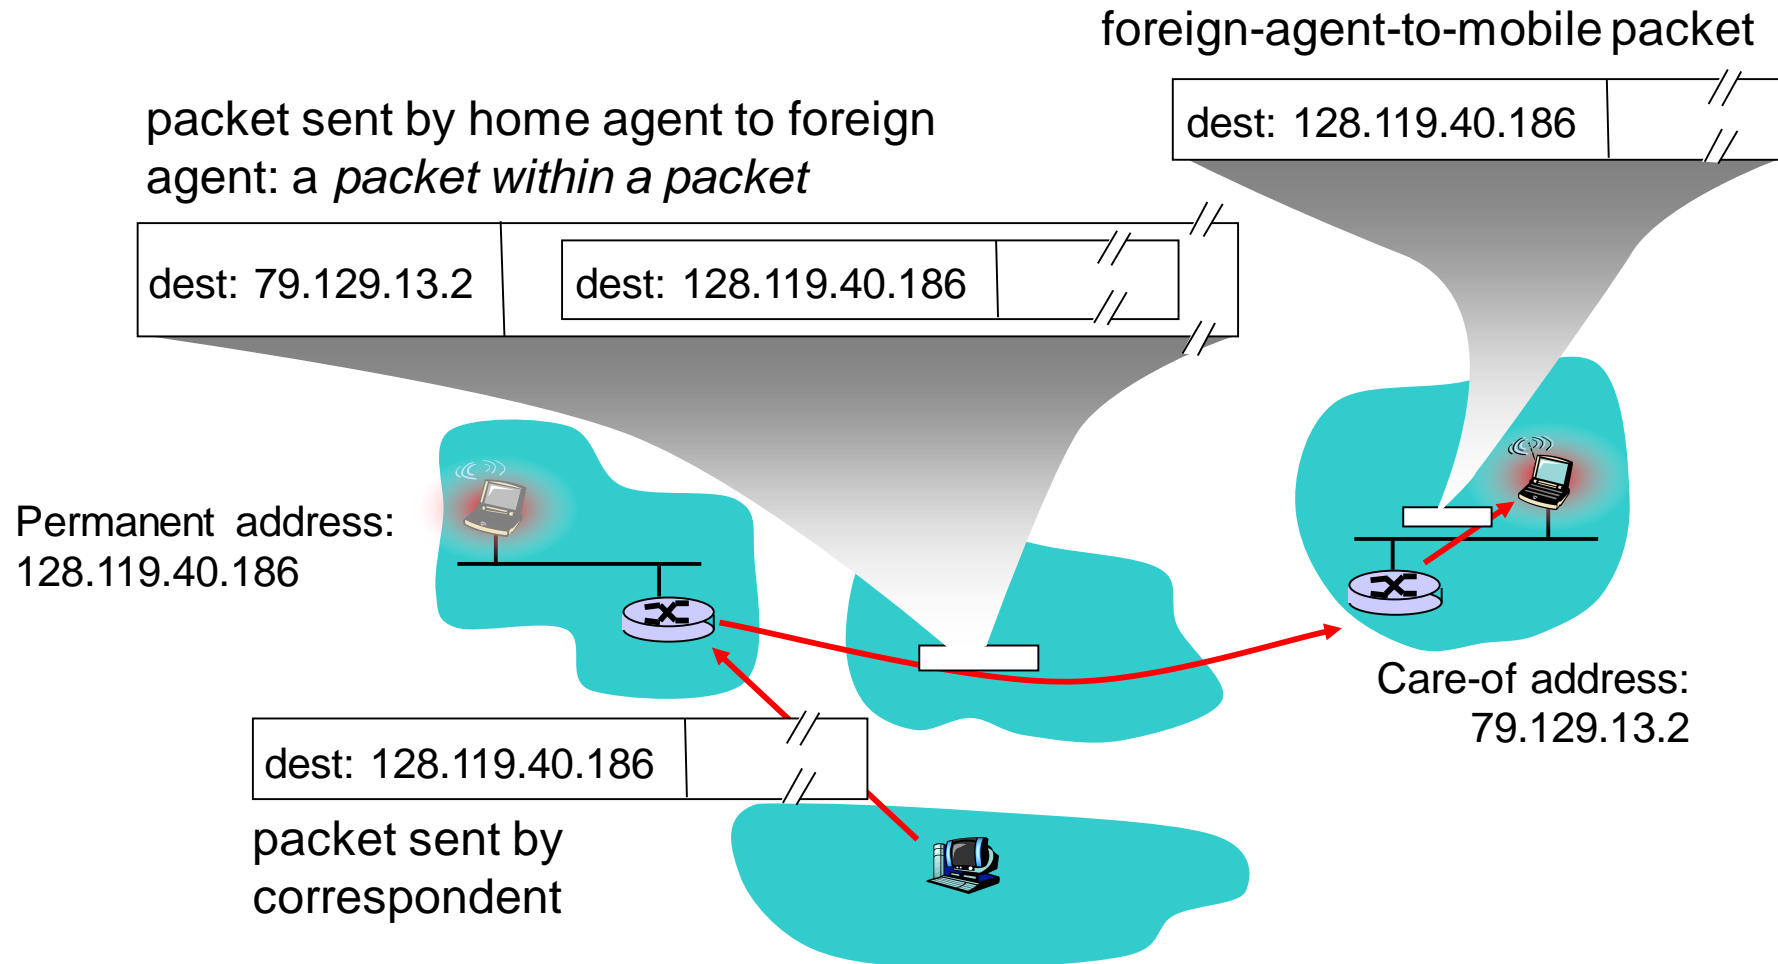 foreign-agent-to-mobile packet
dest: 128.119.40.186
packet sent by home agent to foreign
agent: a packet within a packet
dest: 79.129.13.2
dest: 128.119.40.186
Permanent address:
128.119.40.186
Care-of address:
79.129.13.2
dest: 128.119.40.186
packet sent by
correspondent